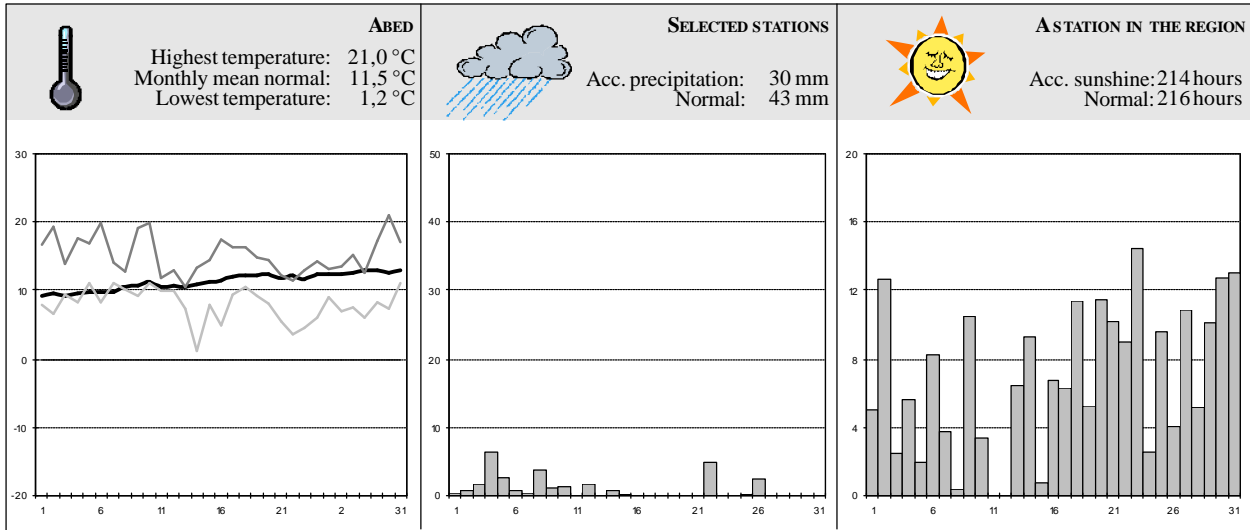 ABED
Highest temperature: 21,0 °C
Monthly mean normal: 11,5 °C
Lowest temperature: 1,2 °C
SELECTED STATIONS
Acc. precipitation: 30 mm
Normal: 43 mm
A STATION IN THE REGION
Acc. sunshine: 214 hours
Normal: 216 hours
30
20
10
0
-10
-20
1 6 11 16 21 2 31
50
40
30
20
10
0
1 6 11 16 21 26 31
20
16
12
8
4
0
1 6 11 16 21 26 31